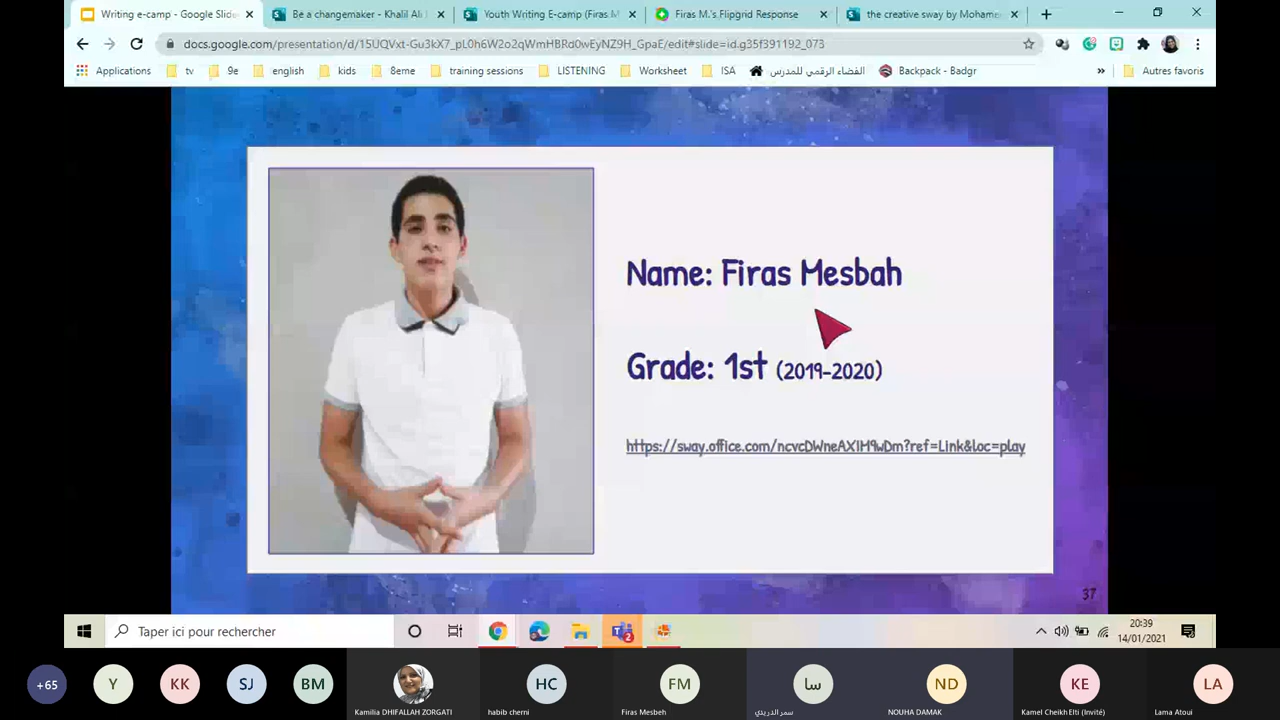 Writing e-camp - Google Slide
Be a changemaker - Khalil Ali
Youth Writing E-camp (Firas M
Firas M.'s Flipgrid Response
the creative sway by Mohame
docs.google.com/presentation/d/15UQVxt-Gu3kX7_pL0h6W2o2qWmHBRd0wEyNZ9H_GpaE/edit#slide=id.g35f391192_073
Applications
tv
9e
english
kids
8eme
training sessions
LISTENING
Worksheet
ISA
الفضاء الرقمي للمدرس
Backpack - Badgr
»
Autres favoris
Name: Firas Mesbah
Grade: 1st (2019-2020)
https://sway.office.com/ncvcDWneAX1M9wDm?ref=Link&loc=play
37
Taper ici pour rechercher
2
20:39
14/01/2021
+65
Y
KK
SJ
BM
Kamilia DHIFALLAH ZORGATI
HC
habib cherni
FM
Firas Mesbeh
سا
سمر الدريدي
ND
NOUHA DAMAK
KE
Kamel Cheikh Elti (Invité)
LA
Lama Atoui